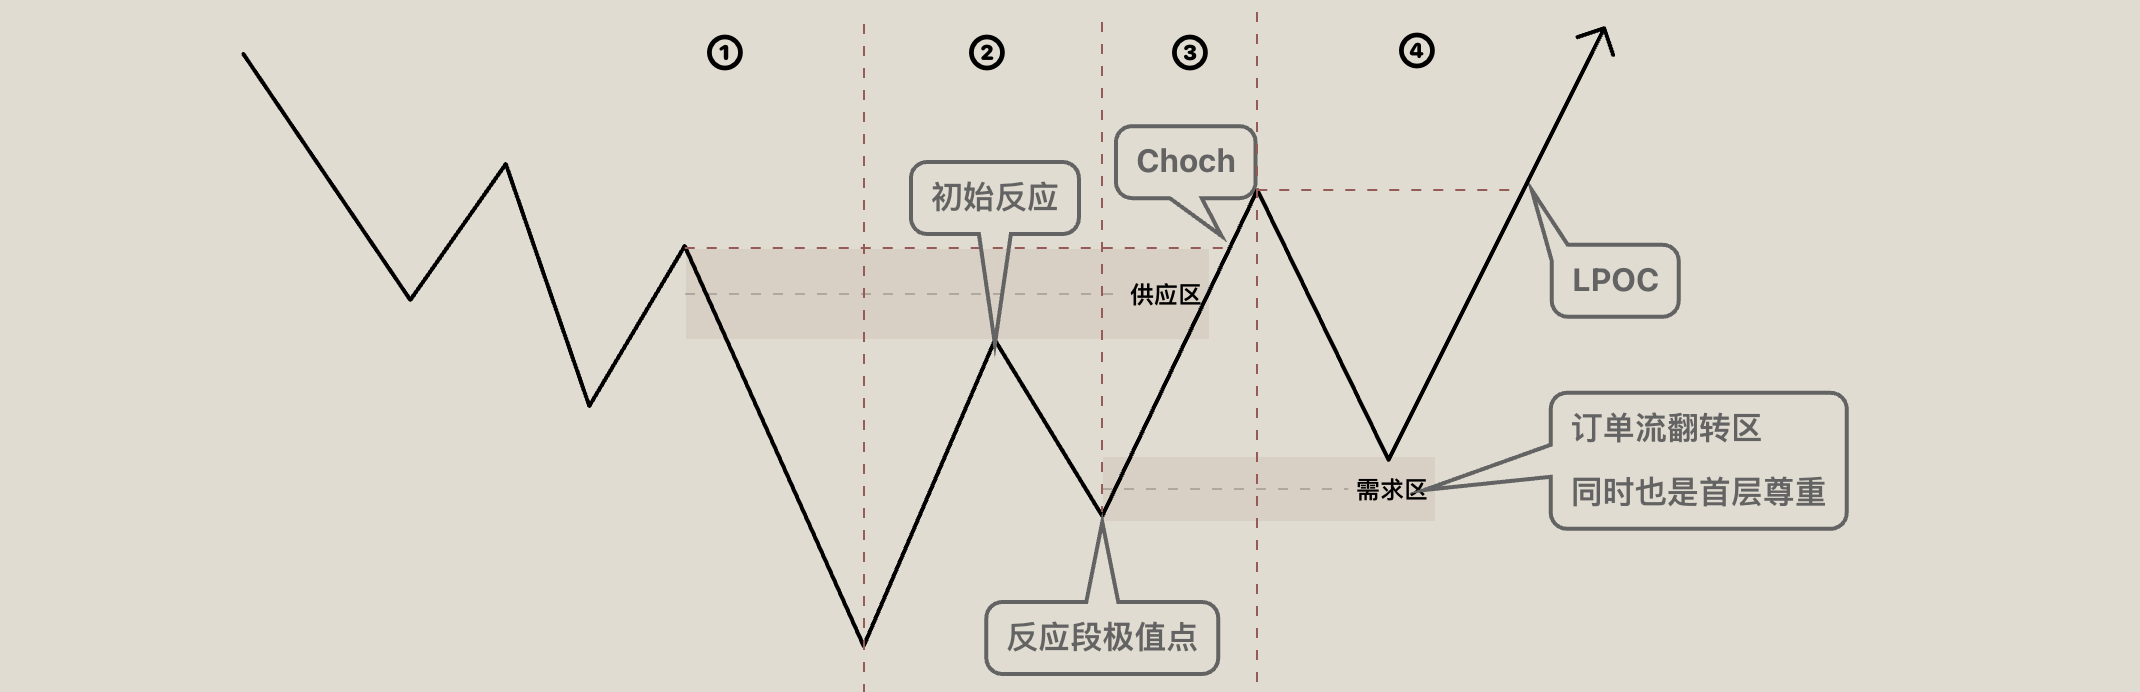 ①
②
③
④
Choch
初始反应
供应区
LPOC
订单流翻转区
同时也是首层尊重
需求区
反应段极值点